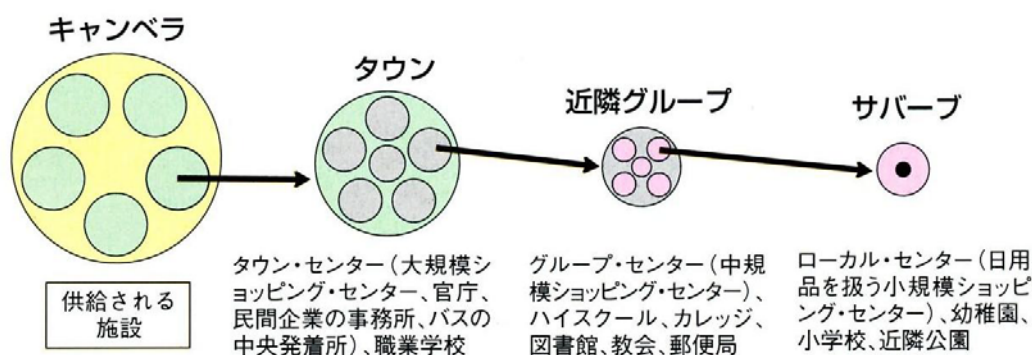 キャンベラ
タウン
近隣グループ
サバーブ
供給される
施設
タウン・センター(大規模シ
ョッピング・センター、官庁、
民間企業の事務所、バスの
中央発着所)、職業学校
グループ・センター(中規
模ショッピング・センター)、
ハイスクール、カレッジ、
図書館、教会、郵便局
ローカル・センター(日用
品を扱う小規模ショッピ
ング・センター)、幼稚園、
小学校、近隣公園